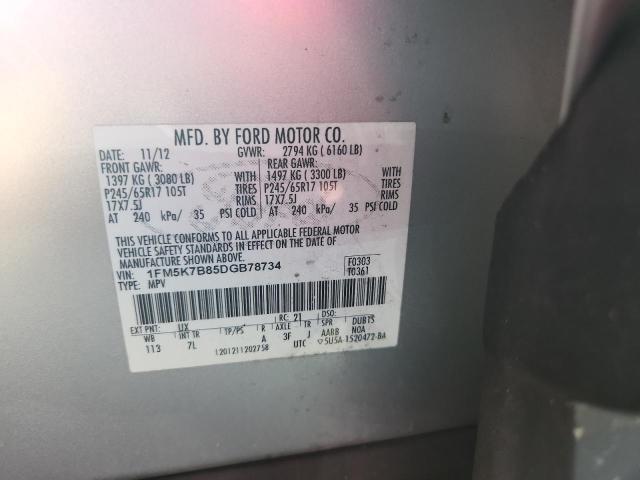 MFD. BY FORD MOTOR CO.
DATE: 11/12 GVWR: 2794 KG ( 6160 LB)
FRONT GAWR: REAR GAWR:
1397 KG ( 3080 LB) 1497 KG ( 3300 LB)
P245/65R17 105T TIRES P245/65R17 105T TIRES
17X7.5J RIMS 17X7.5J RIMS
AT 240 kPa/ 35 PSI COLD AT 240 kPa/ 35 PSI COLD
THIS VEHICLE CONFORMS TO ALL APPLICABLE FEDERAL MOTOR
VEHICLE SAFETY STANDARDS IN EFFECT ON THE DATE OF
MANUFACTURE SHOWN ABOVE.
VIN: 1FM5K7B85DGB78734 F0303
TYPE: MPV T0361
EXT PNT: UX RC: 21 DSO:
WB INT TR TP/PS R AXLE TR SPR DUBTS
113 7L A 3F J AABB NOA
1201211202758 UTC 5U5A-1520472-BA